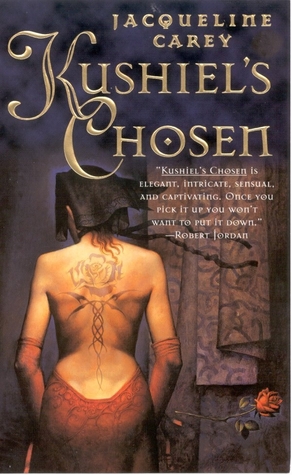 JACQUELINE
CAREY
KUSHIEL'S
CHOSEN
"KUSHIEL'S CHOSEN IS
ELEGANT, INTRICATE, SENSUAL,
AND CAPTIVATING. ONCE YOU
PICK IT UP YOU WON'T
WANT TO PUT IT DOWN."
—ROBERT JORDAN